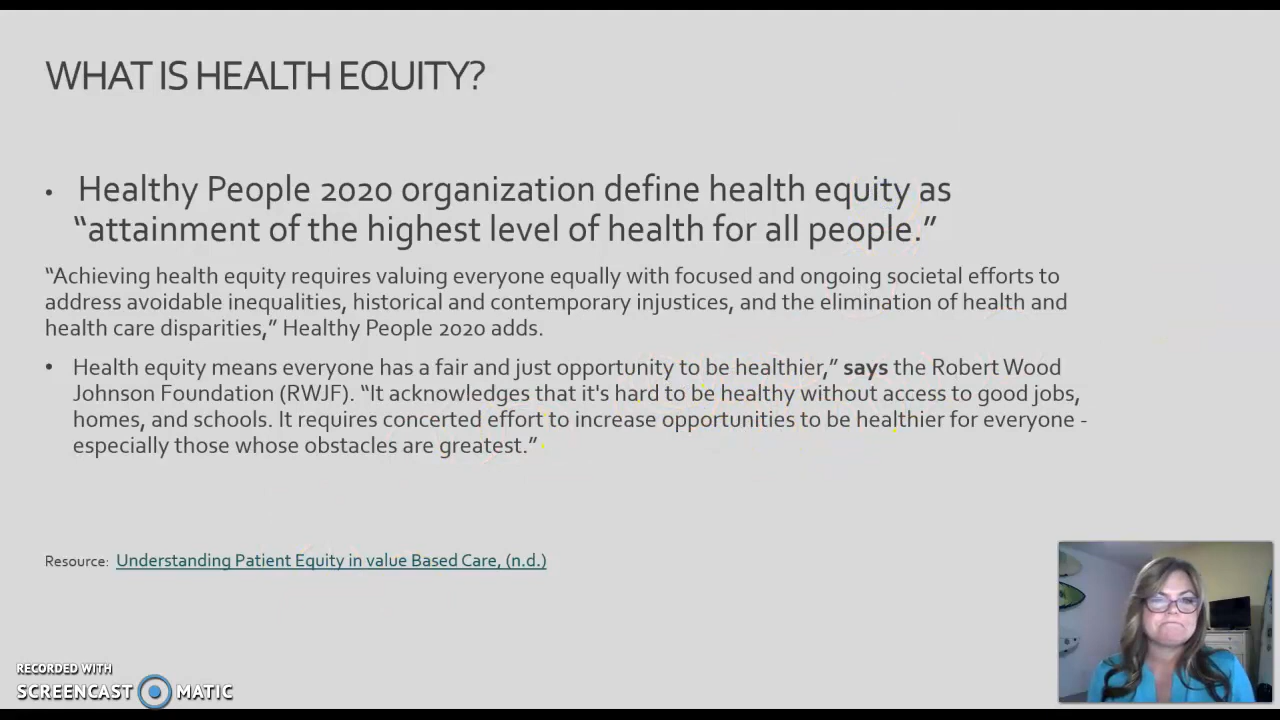 WHAT IS HEALTH EQUITY?
• Healthy People 2020 organization define health equity as
“attainment of the highest level of health for all people.”
“Achieving health equity requires valuing everyone equally with focused and ongoing societal efforts to
address avoidable inequalities, historical and contemporary injustices, and the elimination of health and
health care disparities,” Healthy People 2020 adds.
• Health equity means everyone has a fair and just opportunity to be healthier,” says the Robert Wood
Johnson Foundation (RWJF). “It acknowledges that it's hard to be healthy without access to good jobs,
homes, and schools. It requires concerted effort to increase opportunities to be healthier for everyone -
especially those whose obstacles are greatest.”
Resource: Understanding Patient Equity in value Based Care, (n.d.)
RECORDED WITH
SCREENCAST MATIC